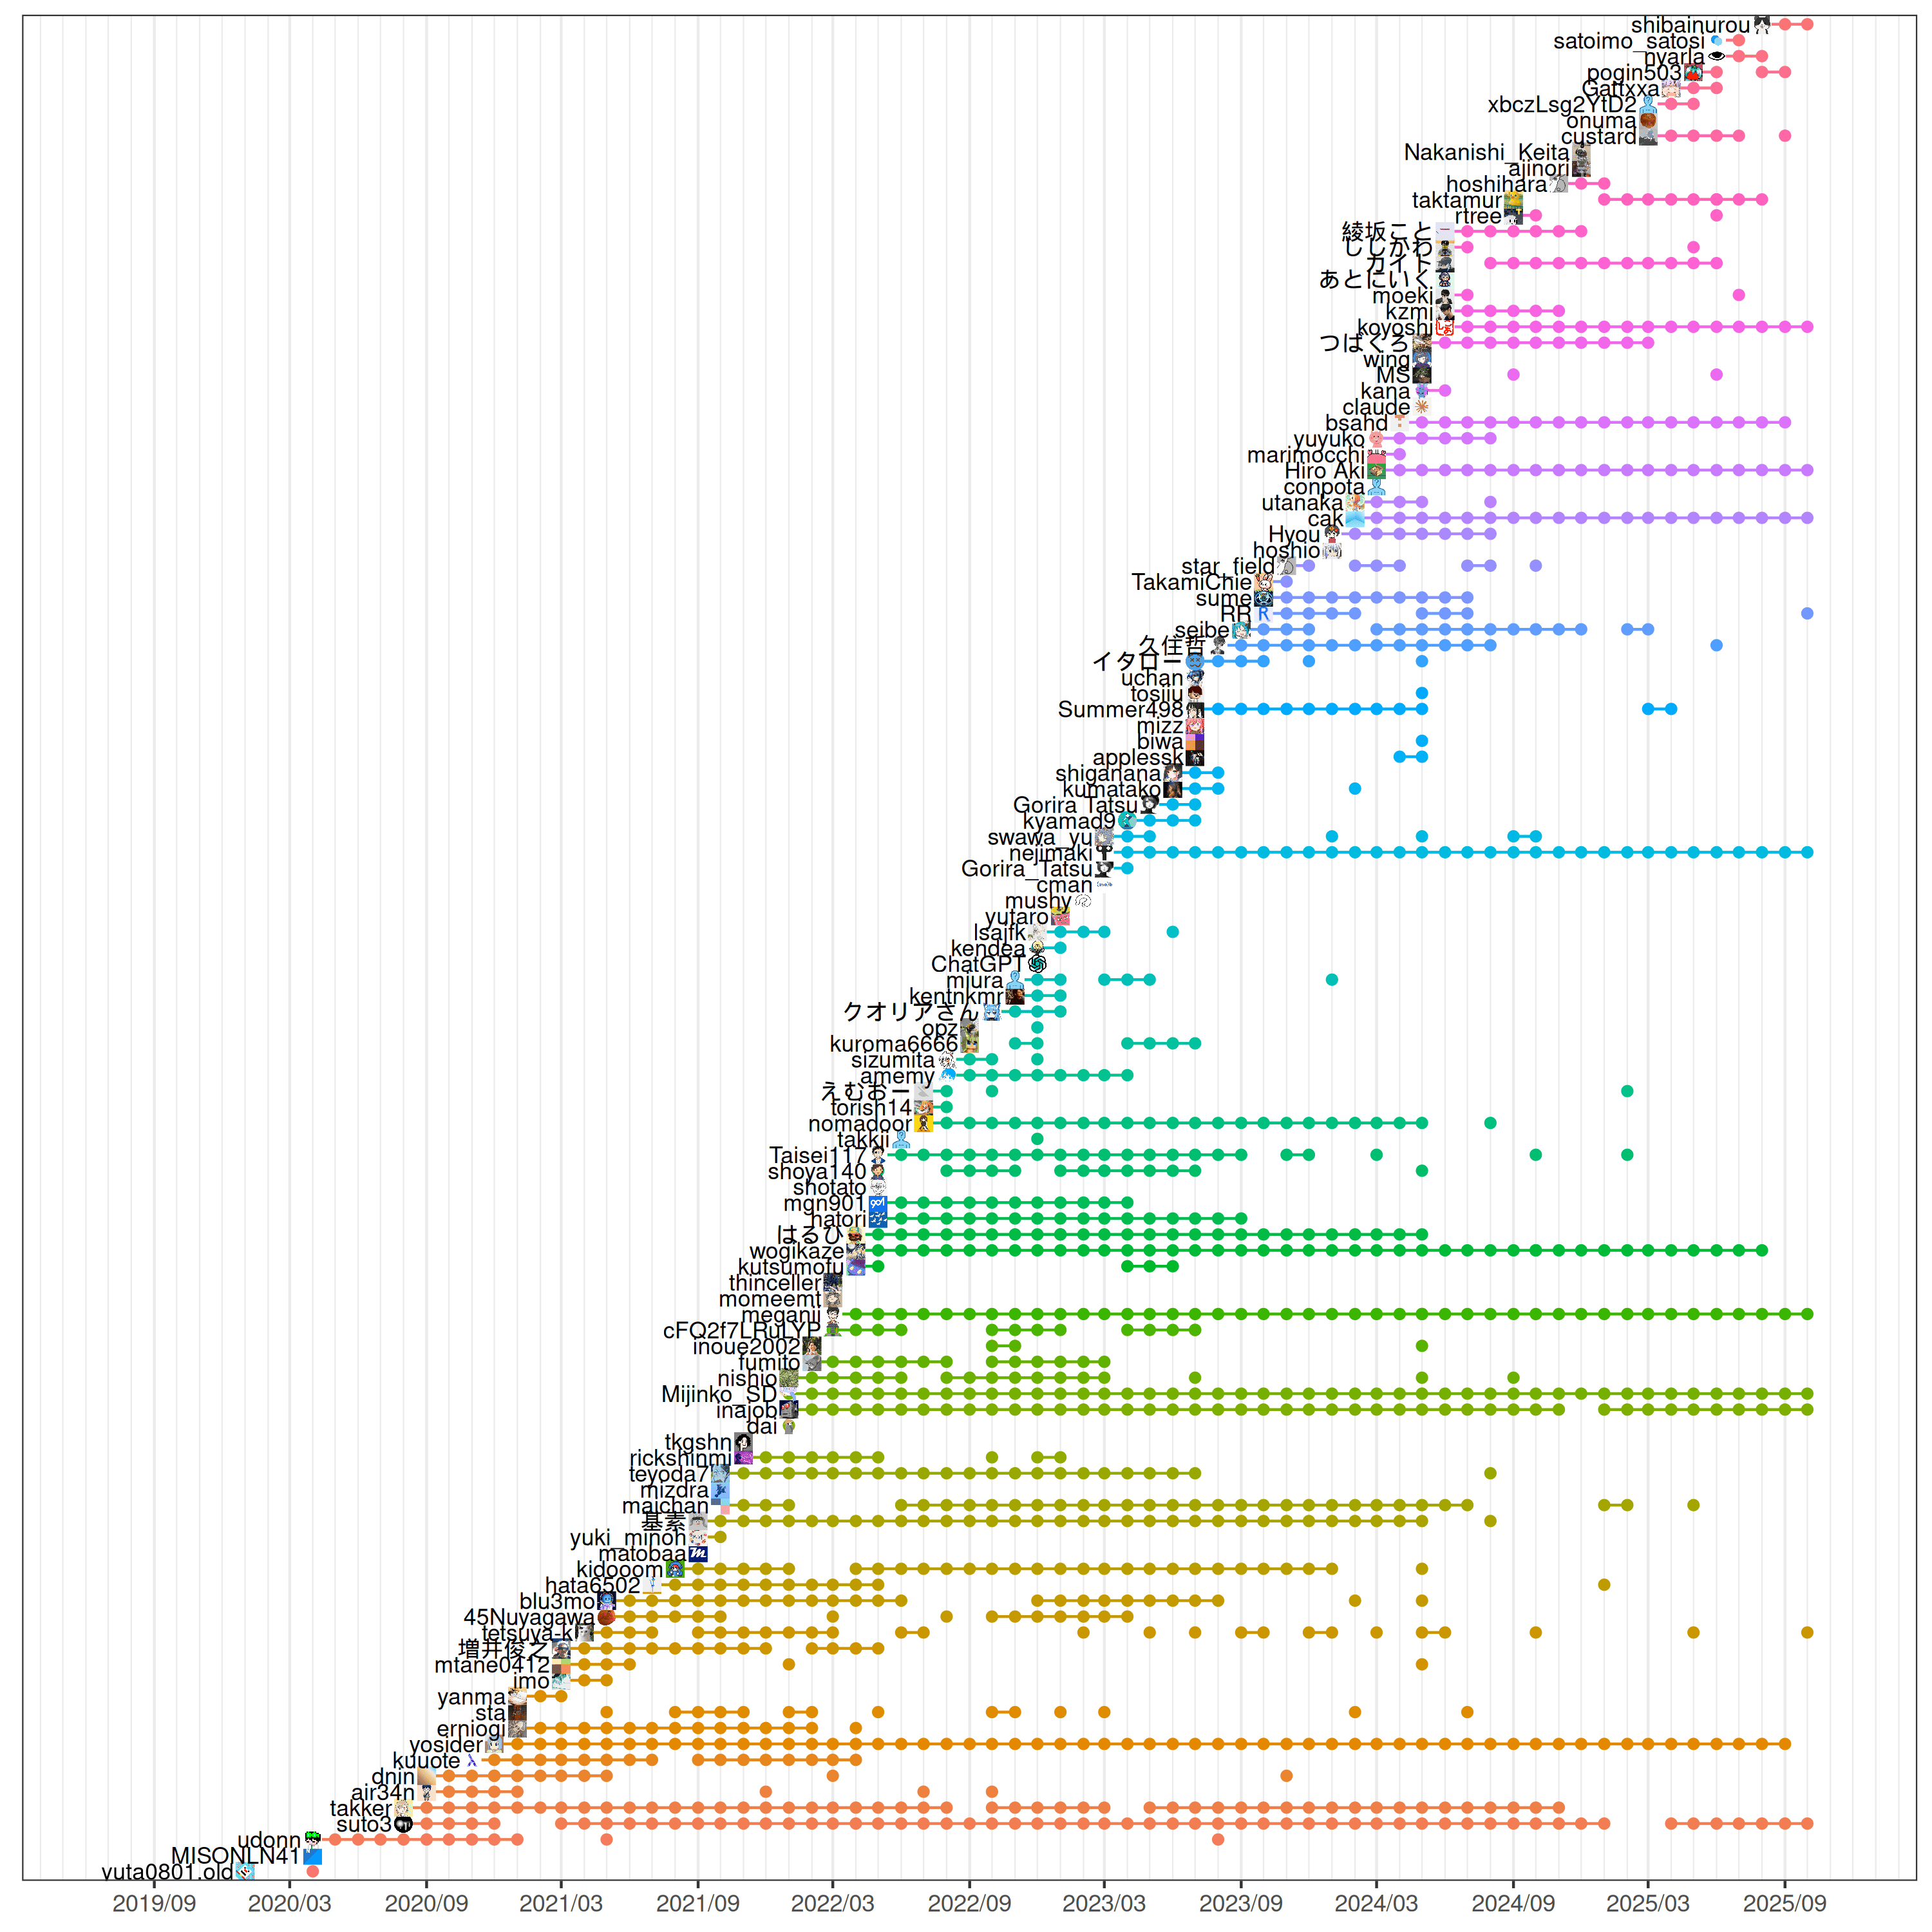 shibainurou
satoimo_satosi
nyarla
pogin503
Gattxxa
xbczLsg2YtD2
onuma
custard
Nakanishi_Keita
ajinori
hoshihara
taktamur
rtree
綾坂こと
ししかわ
カイト
あとにいく
moeki
kzmi
koyoshi
つばくろ
wing
MS
kana
claude
bsahd
yuyuko
marimocchi
Hiro Aki
conpota
utanaka
cak
Hyou
hoshio
star_field
TakamiChie
sume
RR
seibe
久住哲
イタロー
uchan
tosiiu
Summer498
mizz
biwa
applessk
shiganana
kumatako
Gorira Tatsu
kyamad9
swawa_yu
nejimaki
Gorira_Tatsu
cman
mushy
yutaro
lsajfk
kendea
ChatGPT
miura
kentnkmr
クオリアさん
opz
kuroma6666
sizumita
amemy
えむおー
torish14
nomadoor
takkji
Taisei117
shoya140
shotato
mgn901
hatori
はるひ
wogikaze
kutsumofu
thinceller
momeemt
meganii
cFQ2f7LRuLYP
inoue2002
fumito
nishio
Mijinko_SD
inajob
dai
tkgshn
rickshinmi
teyoda7
mizdra
maichan
基素
yuki_minoh
matobaa
kidooom
hata6502
blu3mo
45Nuyagawa
tetsuya-k
増井俊之
mtane0412
imo
yanma
sta
erniogi
yosider
kuuote
dnin
air34n
takker
suto3
udonn
MISONLN41
yuta0801.old
2019/09
2020/03
2020/09
2021/03
2021/09
2022/03
2022/09
2023/03
2023/09
2024/03
2024/09
2025/03
2025/09